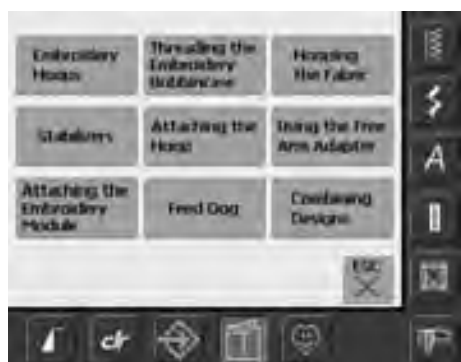 Embroidery
Hoops
Threading the
Embroidery
Bobbincase
Hooping
the Fabric
Stabilizers
Attaching the
Hoop
Using the Free
Arm Adapter
Attaching the
Embroidery
Module
Feed Dog
Combining
Designs
ESC
A
clr